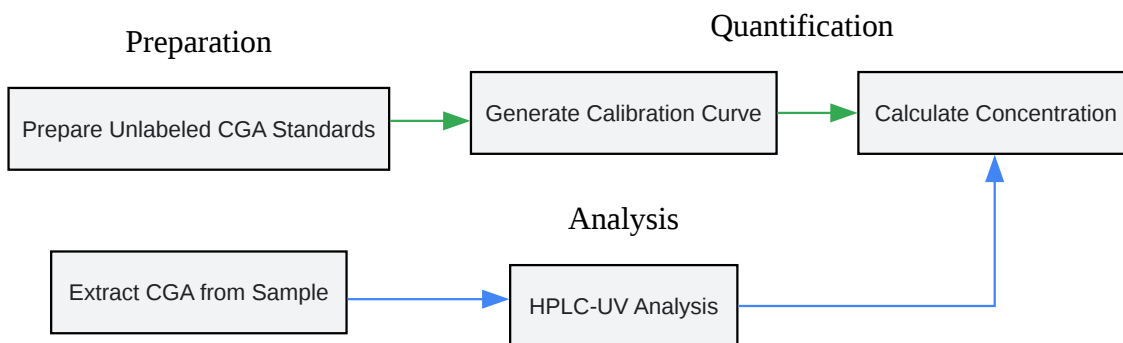 Preparation
Quantification
Prepare Unlabeled CGA Standards
Generate Calibration Curve
Calculate Concentration
Analysis
Extract CGA from Sample
HPLC-UV Analysis